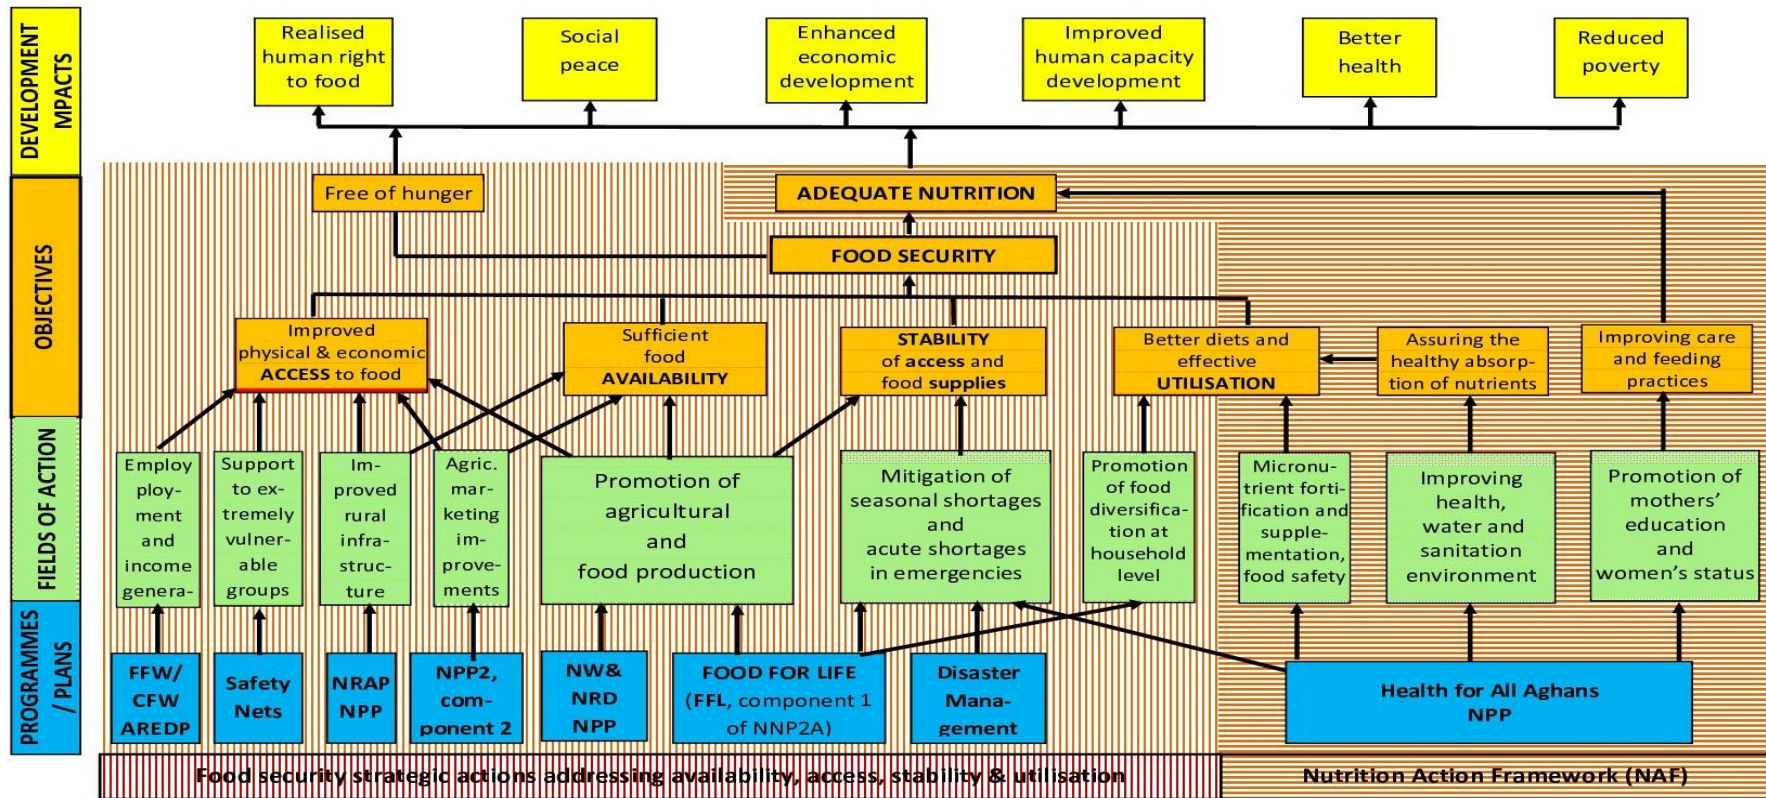 DEVELOPMENT
MPACTS
Realised
human right
to food
Social
peace
Enhanced
economic
development
Improved
human capacity
development
Better
health
Reduced
poverty
OBJECTIVES
Free of hunger
ADEQUATE NUTRITION
FOOD SECURITY
Improved
physical & economic
ACCESS to food
Sufficient
food
AVAILABILITY
STABILITY
of access and
food supplies
Better diets and
effective
UTILISATION
Assuring the
healthy absorp-
tion of nutrients
Improving care
and feeding
practices
FIELDS OF ACTION
Employ
ploy-
ment
and
income
genera-
Support
to ex-
tremely
vulner-
able
groups
Im-
proved
rural
infra-
struc-
ture
Agric.
mar-
keting
im-
prove-
ments
Promotion of
agricultural
and
food production
Mitigation of
seasonal shortages
and
acute shortages
in emergencies
Promotion
of food
diversifica-
tion at
household
level
Micronu-
trient forti-
fication and
supple-
mentation,
food safety
Improving
health,
water and
sanitation
environment
Promotion of
mothers'
education
and
women's status
PROGRAMMES
/ PLANS
FFW/
CFW
AREDP
Safety
Nets
NRAP
NPP
NPP2,
com-
ponent 2
NW&
NRD
NPP
FOOD FOR LIFE
(FFL, component 1
of NNP2A)
Disaster
Mana-
gement
Health for All Aghans
NPP
Food security strategic actions addressing availability, access, stability & utilisation
Nutrition Action Framework (NAF)